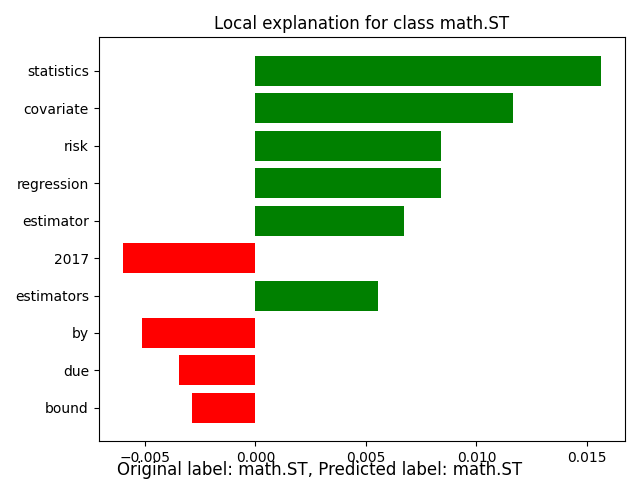 Local explanation for class math.ST
statistics
covariate
risk
regression
estimator
2017
estimators
by
due
bound
−0.005 0.000 0.005 0.010 0.015
Original label: math.ST, Predicted label: math.ST